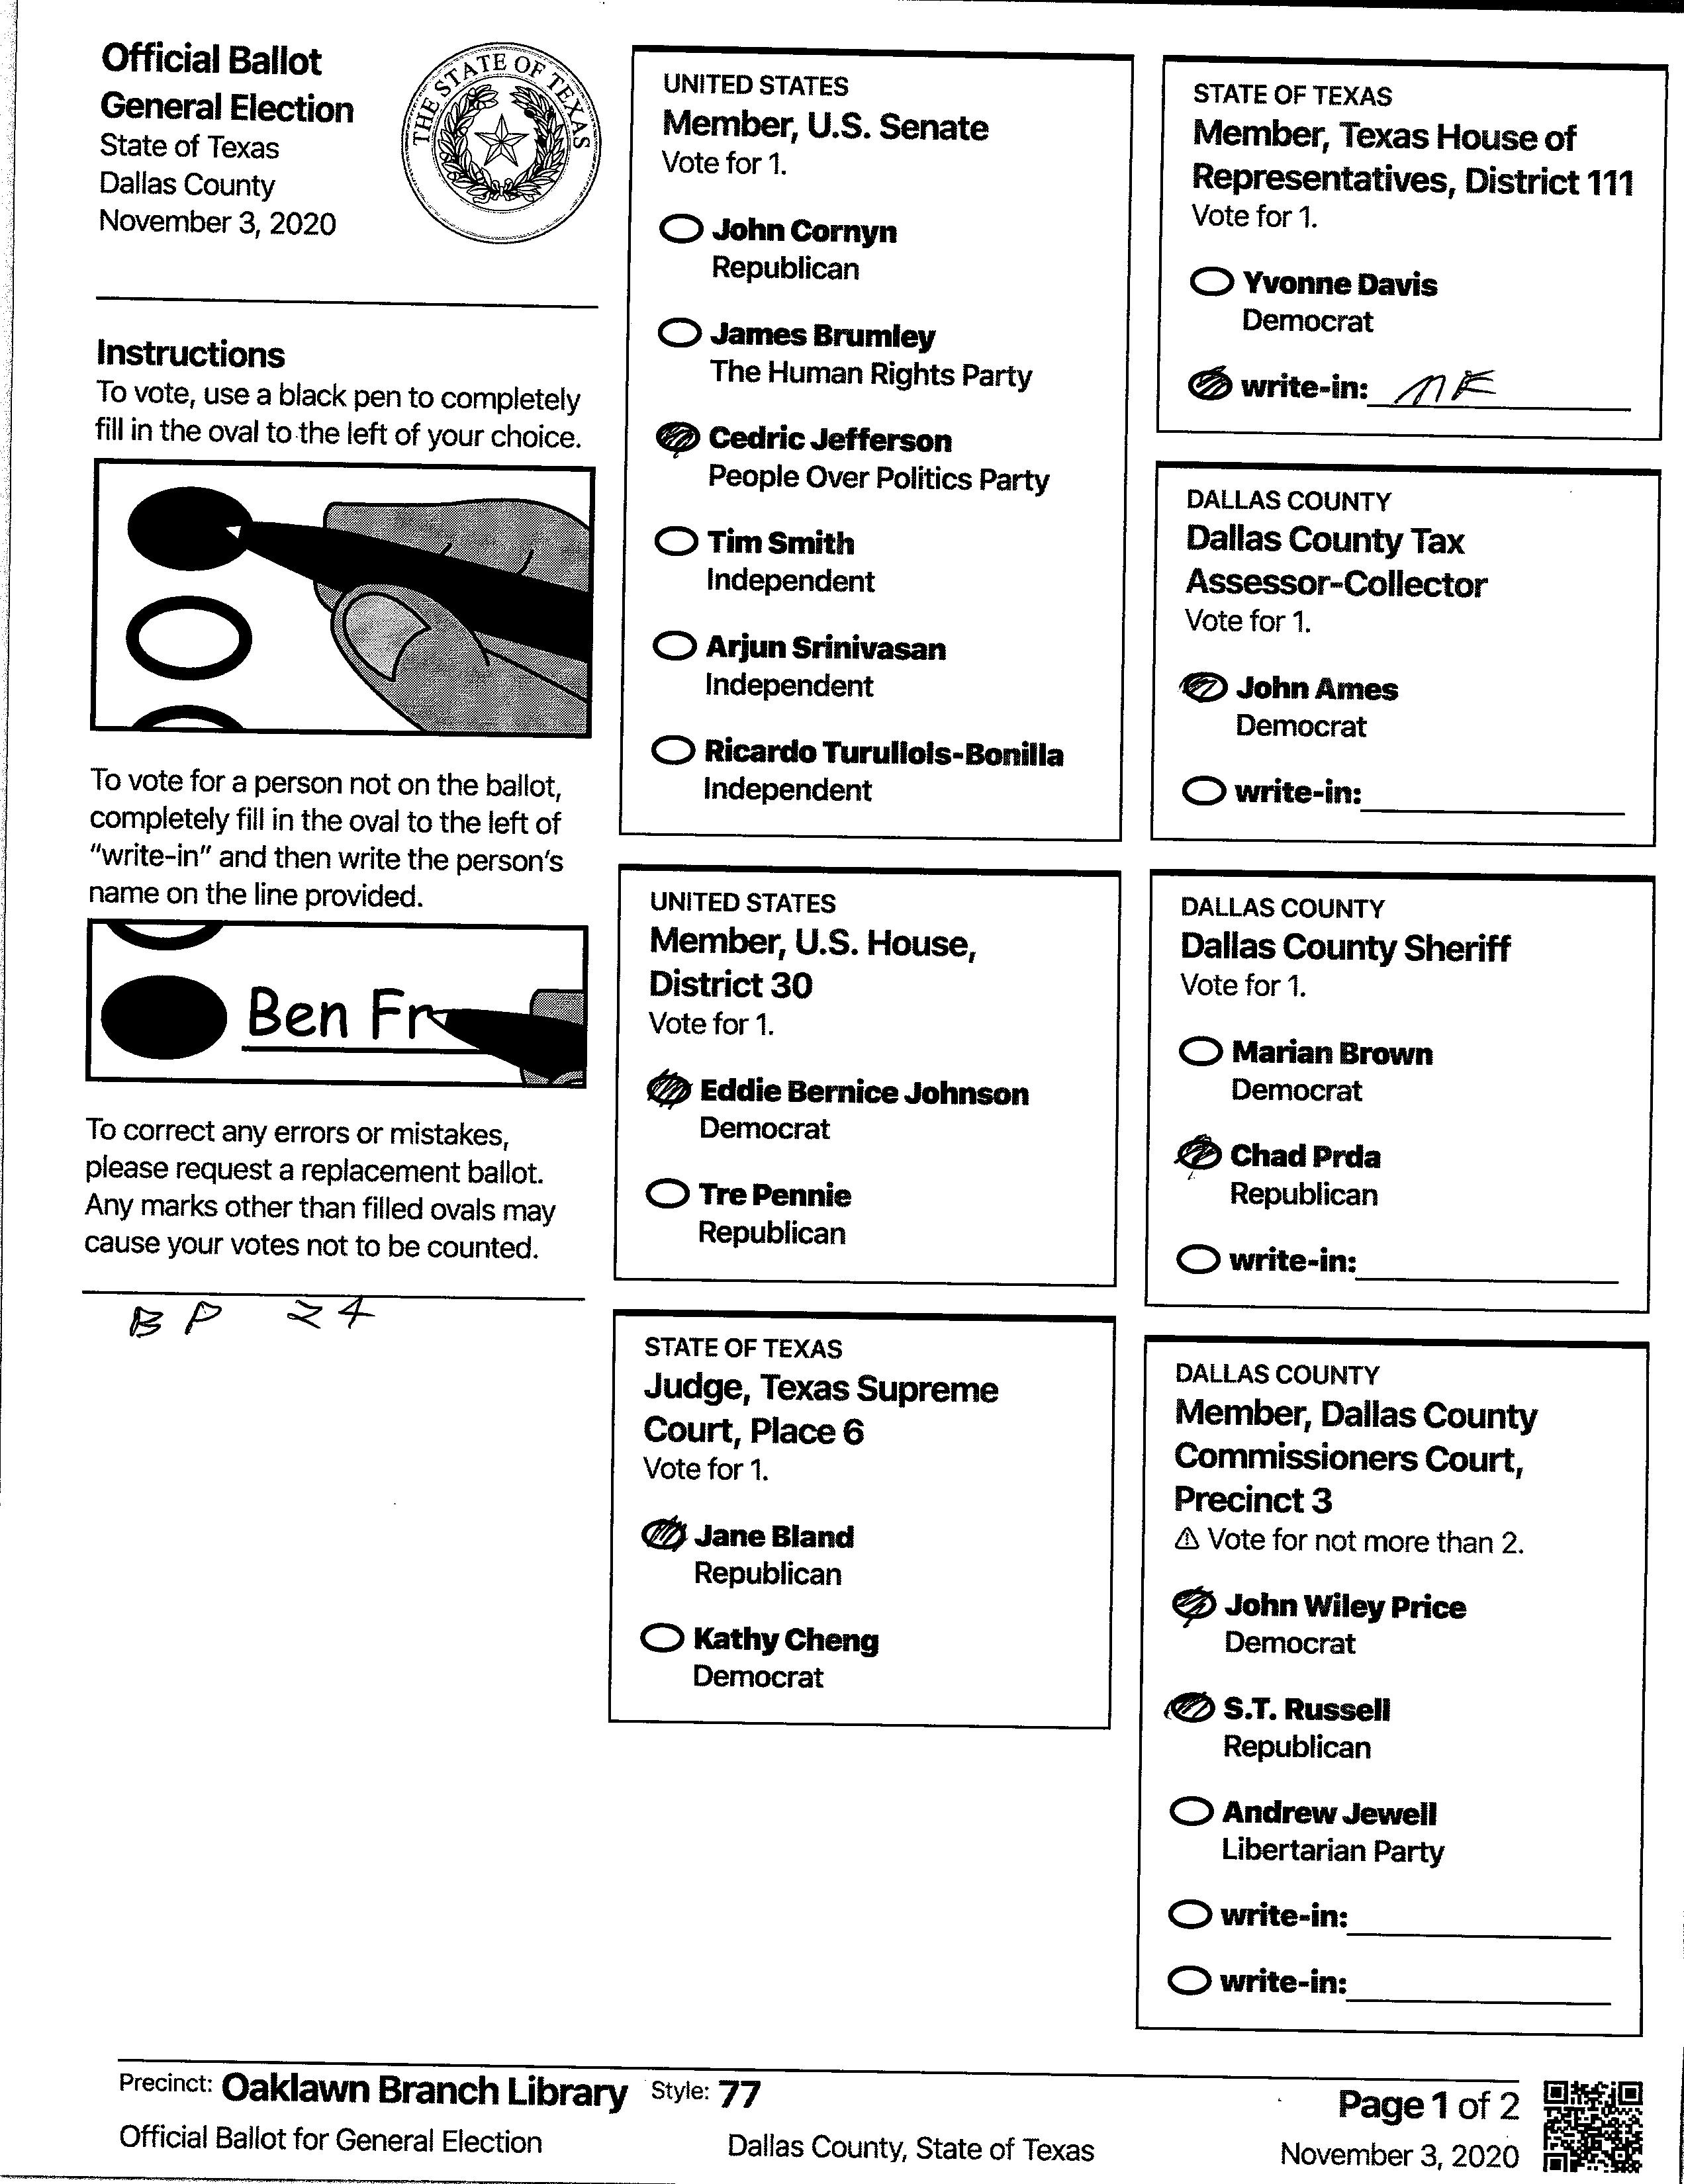 Official Ballot
General Election
State of Texas
Dallas County
November 3, 2020
THE STATE OF TEXAS
Instructions
To vote, use a black pen to completely
fill in the oval to the left of your choice.
To vote for a person not on the ballot,
completely fill in the oval to the left of
"write-in" and then write the person's
name on the line provided.
Ben Fr
To correct any errors or mistakes,
please request a replacement ballot.
Any marks other than filled ovals may
cause your votes not to be counted.
BP 24
UNITED STATES
Member, U.S. Senate
Vote for 1.
John Cornyn
Republican
James Brumley
The Human Rights Party
Cedric Jefferson
People Over Politics Party
Tim Smith
Independent
Arjun Srinivasan
Independent
Ricardo Turullols-Bonilla
Independent
UNITED STATES
Member, U.S. House,
District 30
Vote for 1.
Eddie Bernice Johnson
Democrat
Tre Pennie
Republican
STATE OF TEXAS
Judge, Texas Supreme
Court, Place 6
Vote for 1.
Jane Bland
Republican
Kathy Cheng
Democrat
STATE OF TEXAS
Member, Texas House of
Representatives, District 111
Vote for 1.
Yvonne Davis
Democrat
write-in:
DALLAS COUNTY
Dallas County Tax
Assessor-Collector
Vote for 1.
John Ames
Democrat
write-in:
DALLAS COUNTY
Dallas County Sheriff
Vote for 1.
Marian Brown
Democrat
Chad Prda
Republican
write-in:
DALLAS COUNTY
Member, Dallas County
Commissioners Court,
Precinct 3
⚠ Vote for not more than 2.
John Wiley Price
Democrat
S.T. Russell
Republican
Andrew Jewell
Libertarian Party
write-in:
write-in:
Precinct: Oaklawn Branch Library Style: 77
Page 1 of 2
Official Ballot for General Election
Dallas County, State of Texas
November 3, 2020